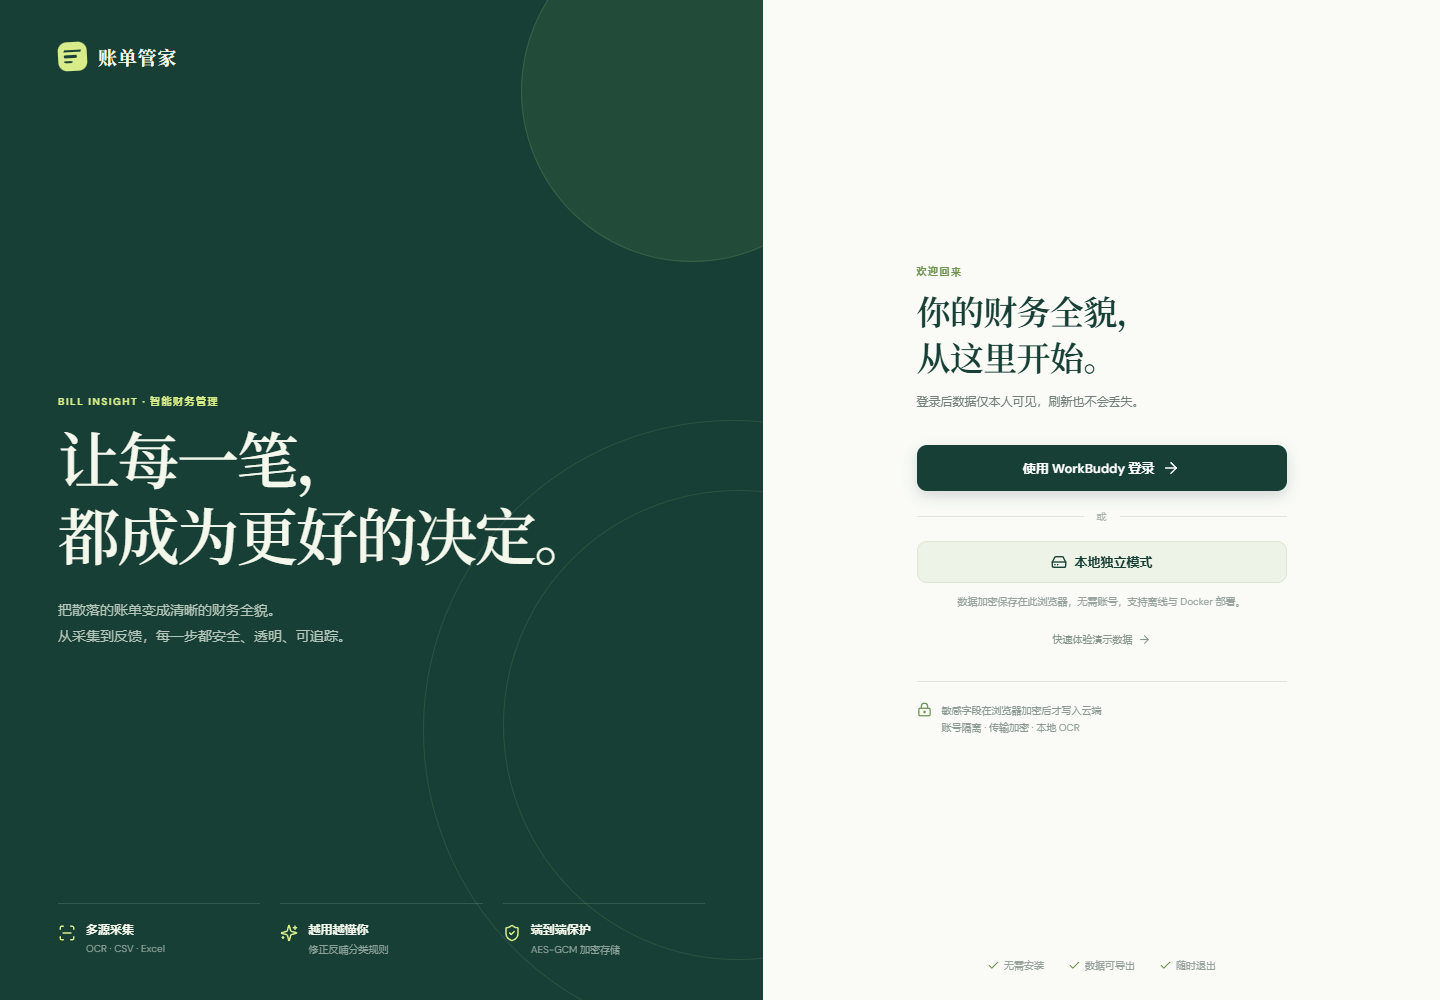 账单管家
BILL INSIGHT · 智能财务管理
让每一笔，
都成为更好的决定。
把散落的账单变成清晰的财务全貌。
从采集到反馈，每一步都安全、透明、可追踪。
多源采集
OCR · CSV · Excel
越用越懂你
修正反哺分类规则
端到端保护
AES-GCM 加密存储
欢迎回来
你的财务全貌，
从这里开始。
登录后数据仅本人可见，刷新也不会丢失。
使用 WorkBuddy 登录
或
本地独立模式
数据加密保存在此浏览器，无需账号，支持离线与 Docker 部署。
快速体验演示数据
敏感字段在浏览器加密后才写入云端
账号隔离 · 传输加密 · 本地 OCR
无需安装
数据可导出
随时退出